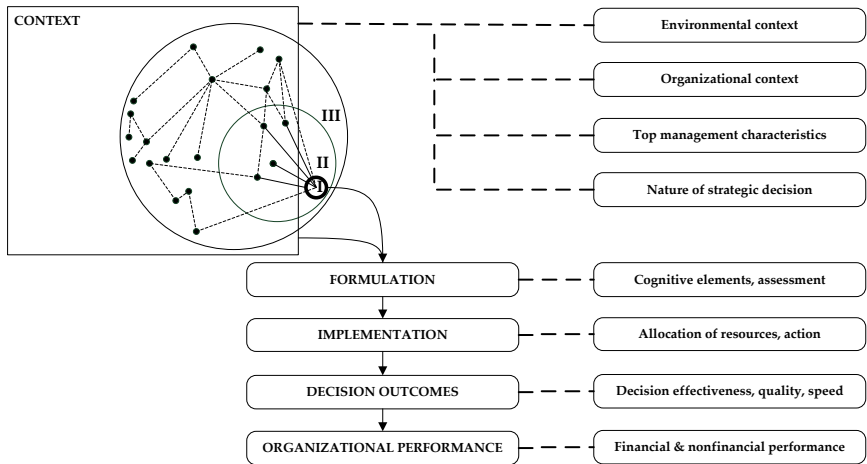 CONTEXT
Environmental context
Organizational context
III
Top management characteristics
II
I
Nature of strategic decision
FORMULATION
Cognitive elements, assessment
IMPLEMENTATION
Allocation of resources, action
DECISION OUTCOMES
Decision effectiveness, quality, speed
ORGANIZATIONAL PERFORMANCE
Financial & nonfinancial performance